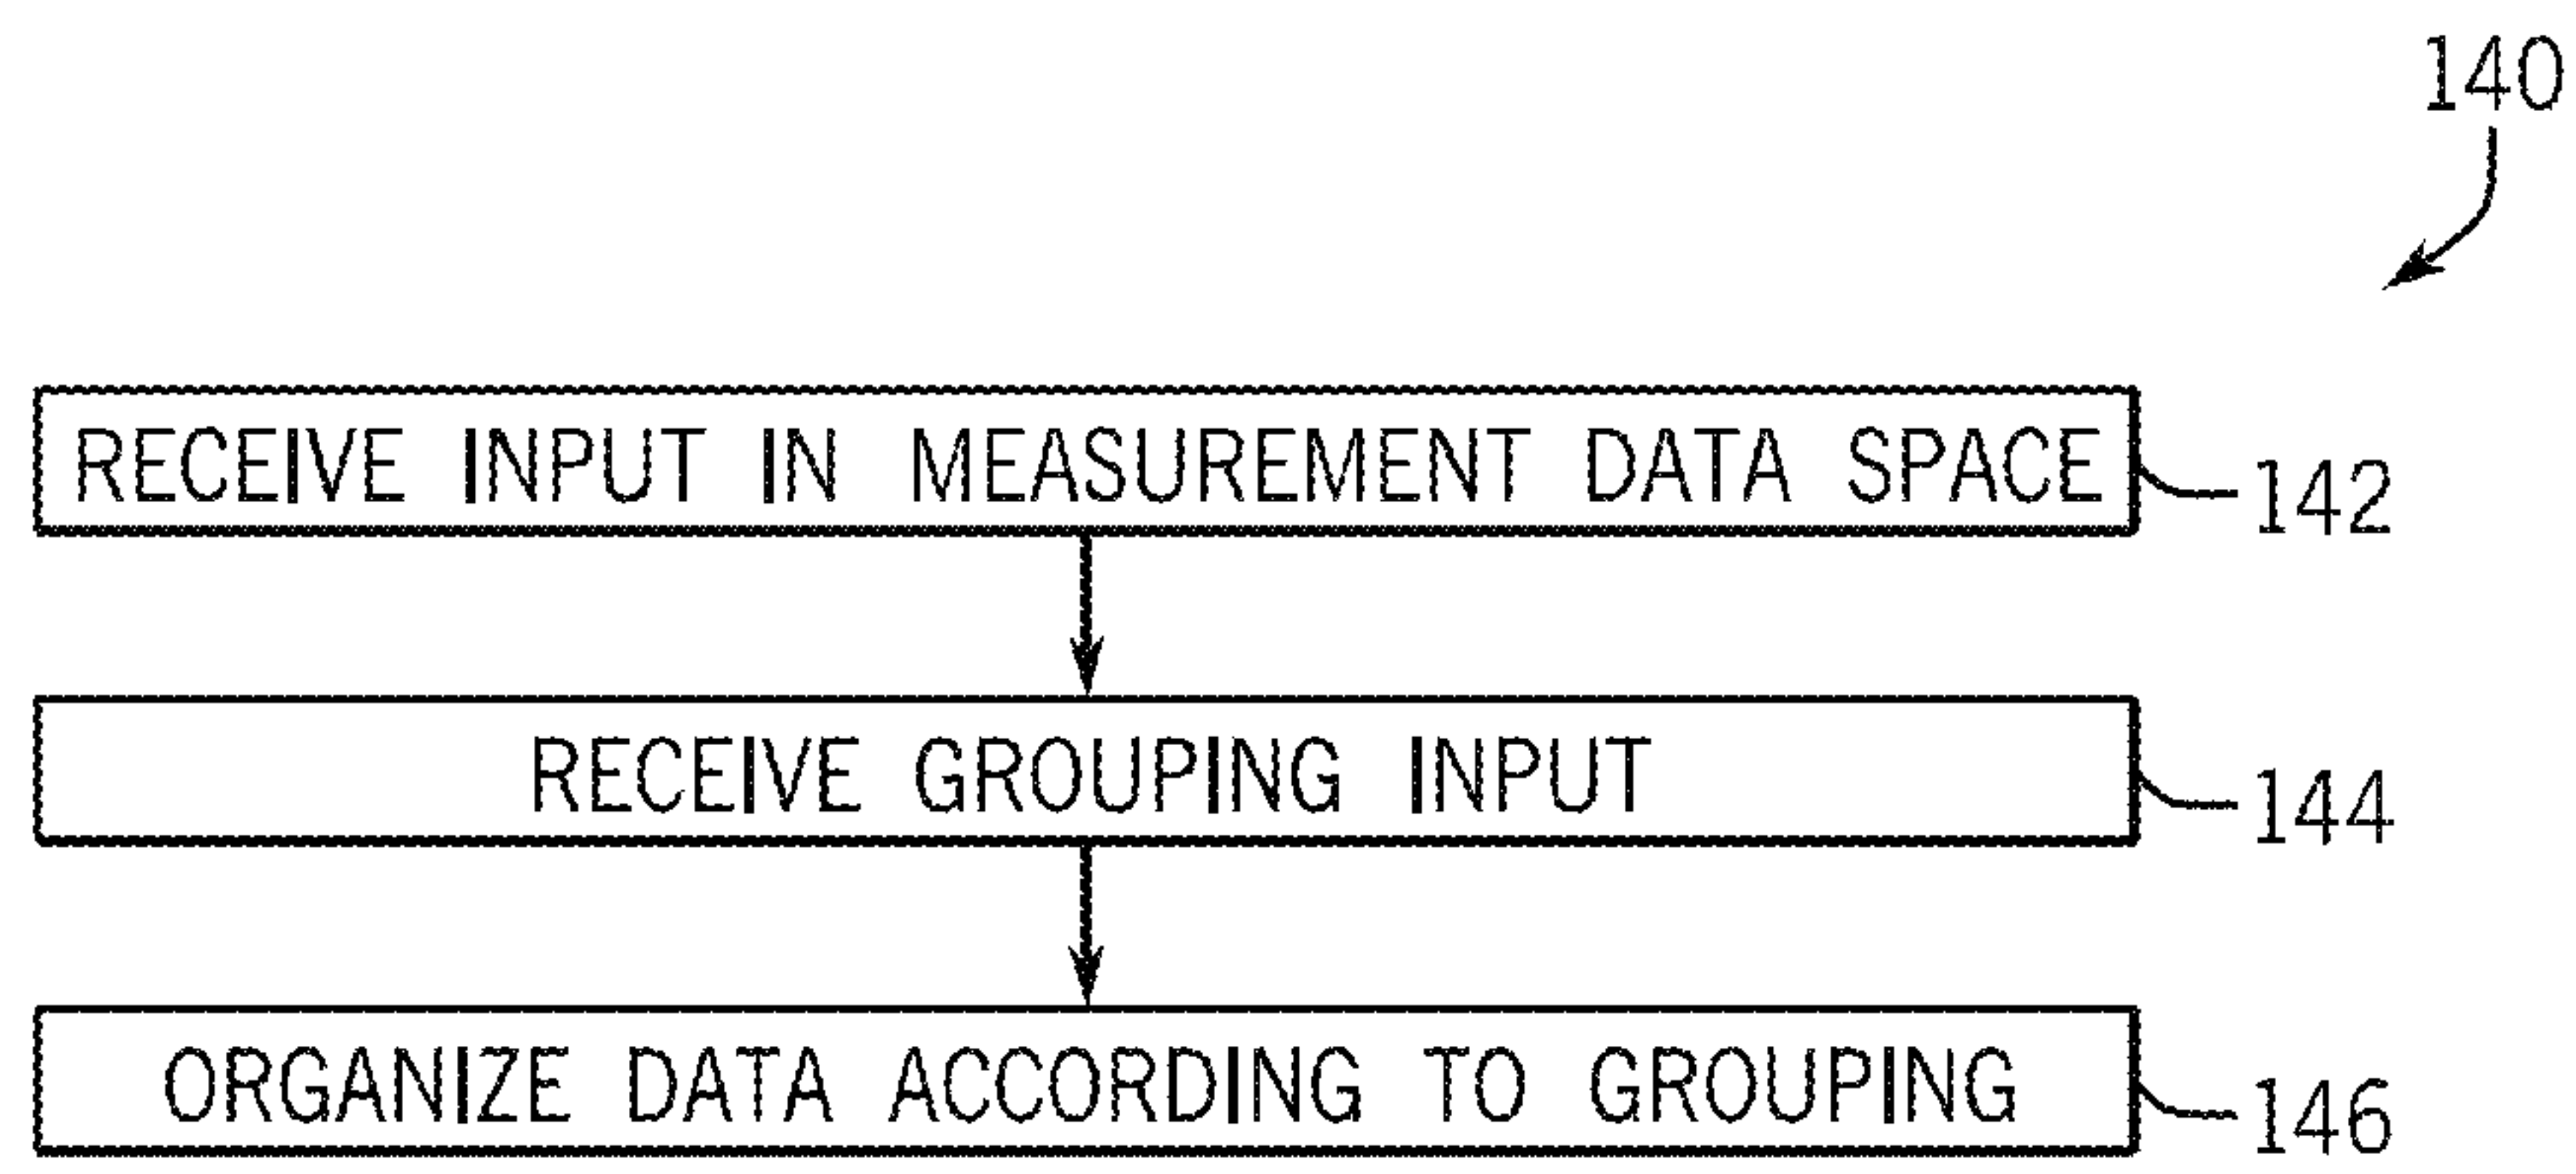 140
RECEIVE INPUT IN MEASUREMENT DATA SPACE
142
RECEIVE GROUPING INPUT
144
ORGANIZE DATA ACCORDING TO GROUPING
146